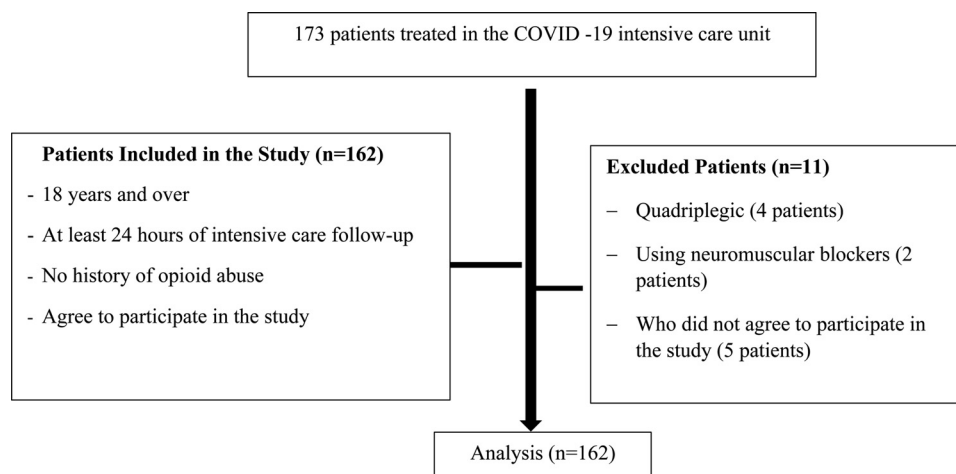 173 patients treated in the COVID -19 intensive care unit
Patients Included in the Study (n=162)
- 18 years and over
- At least 24 hours of intensive care follow-up
- No history of opioid abuse
- Agree to participate in the study
Excluded Patients (n=11)
– Quadriplegic (4 patients)
– Using neuromuscular blockers (2
patients)
– Who did not agree to participate in
the study (5 patients)
Analysis (n=162)